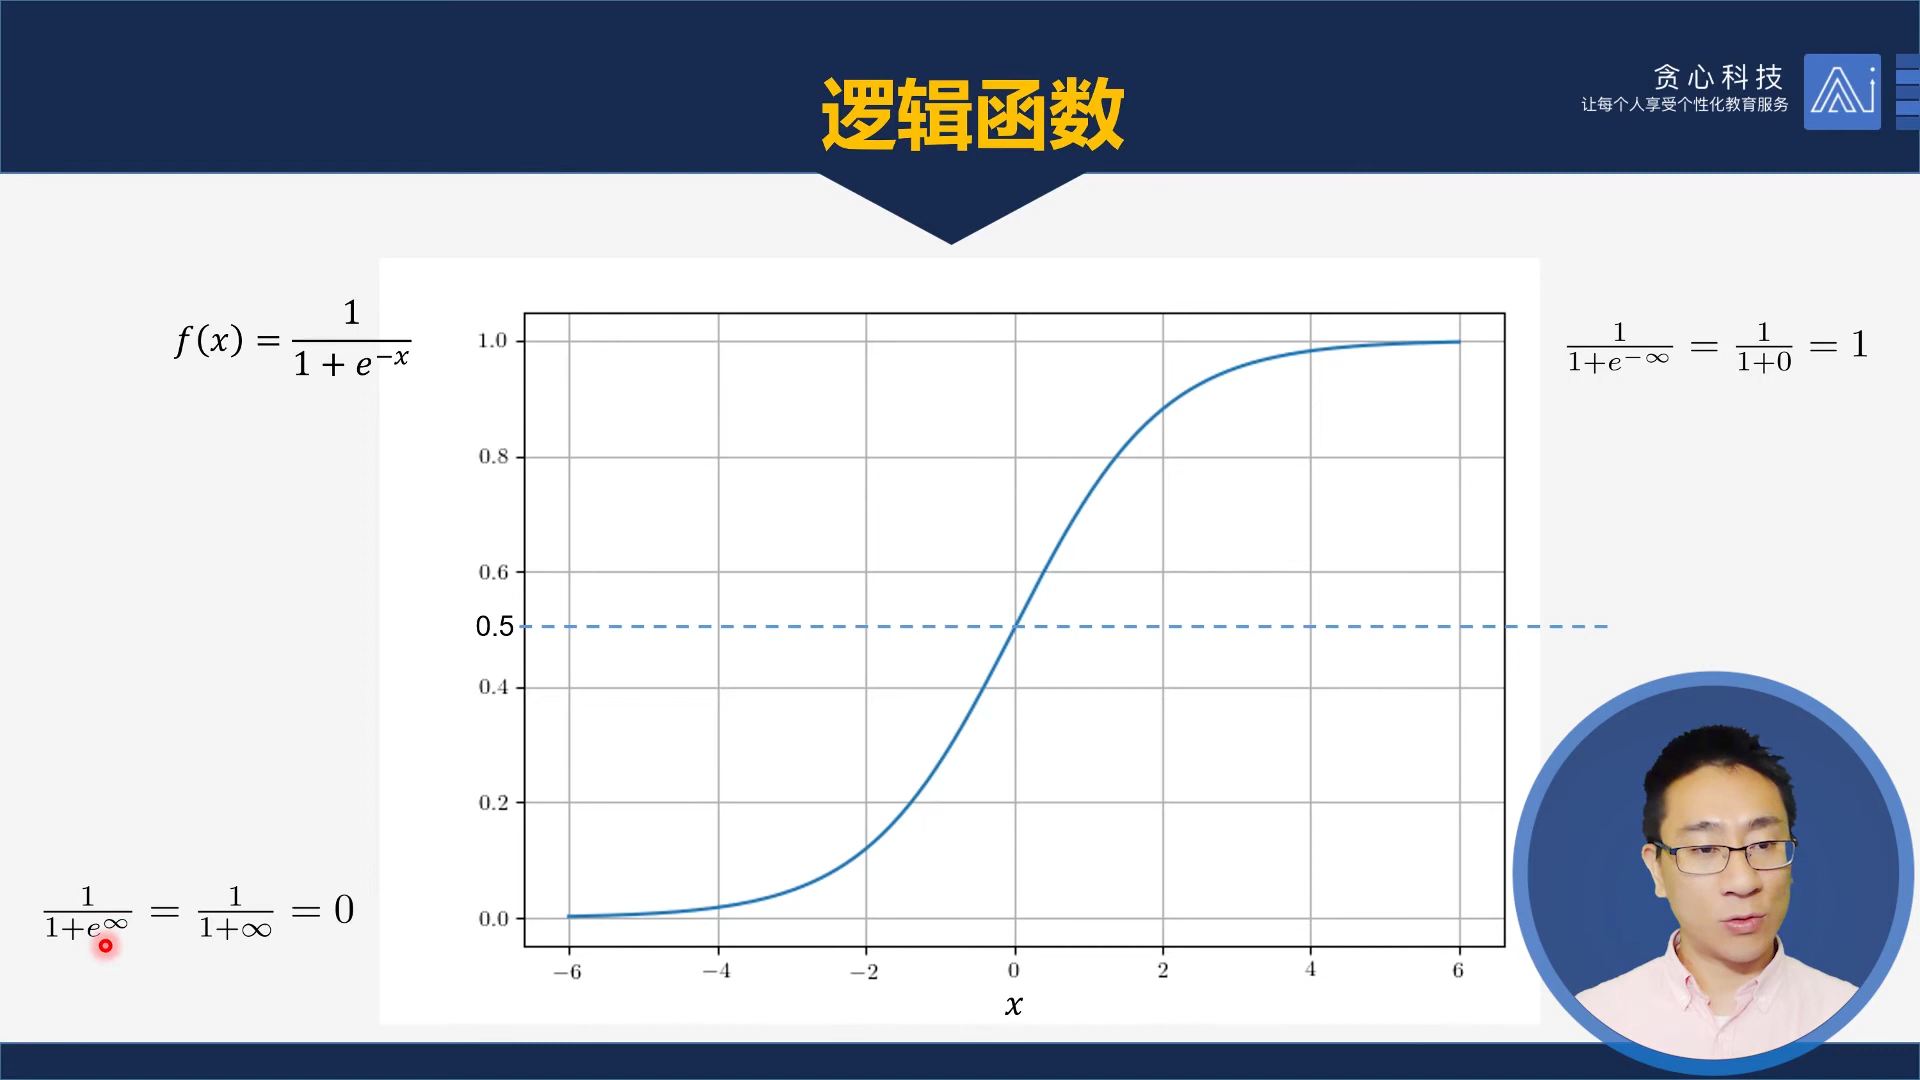 逻辑函数
贪心科技
让每个人享受个性化教育服务
f(x) = 1 / (1 + e^{-x})
1/(1+e^{-∞}) = 1/(1+0) = 1
1.0
0.8
0.6
0.5
0.4
0.2
0.0
1/(1+e^{∞}) = 1/(1+∞) = 0
−6 −4 −2 0 2 4 6
x